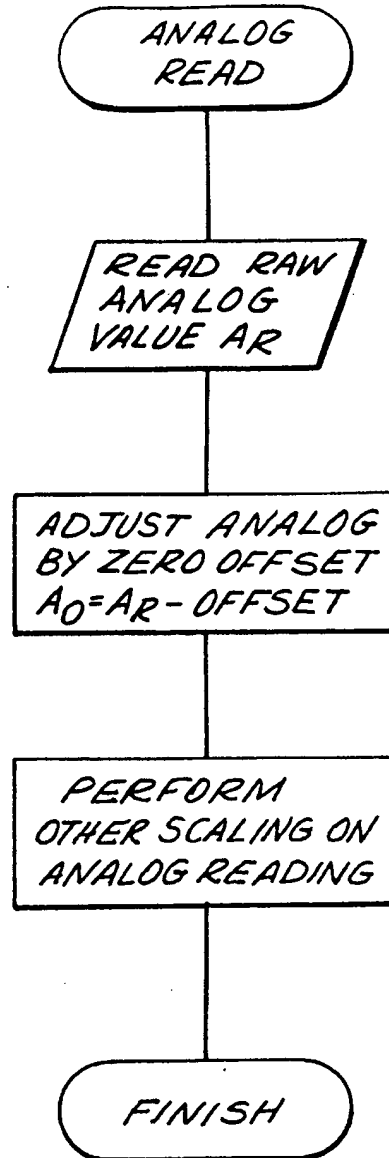 ANALOG
READ
READ RAW
ANALOG
VALUE AR
ADJUST ANALOG
BY ZERO OFFSET
AO=AR-OFFSET
PERFORM
OTHER SCALING ON
ANALOG READING
FINISH